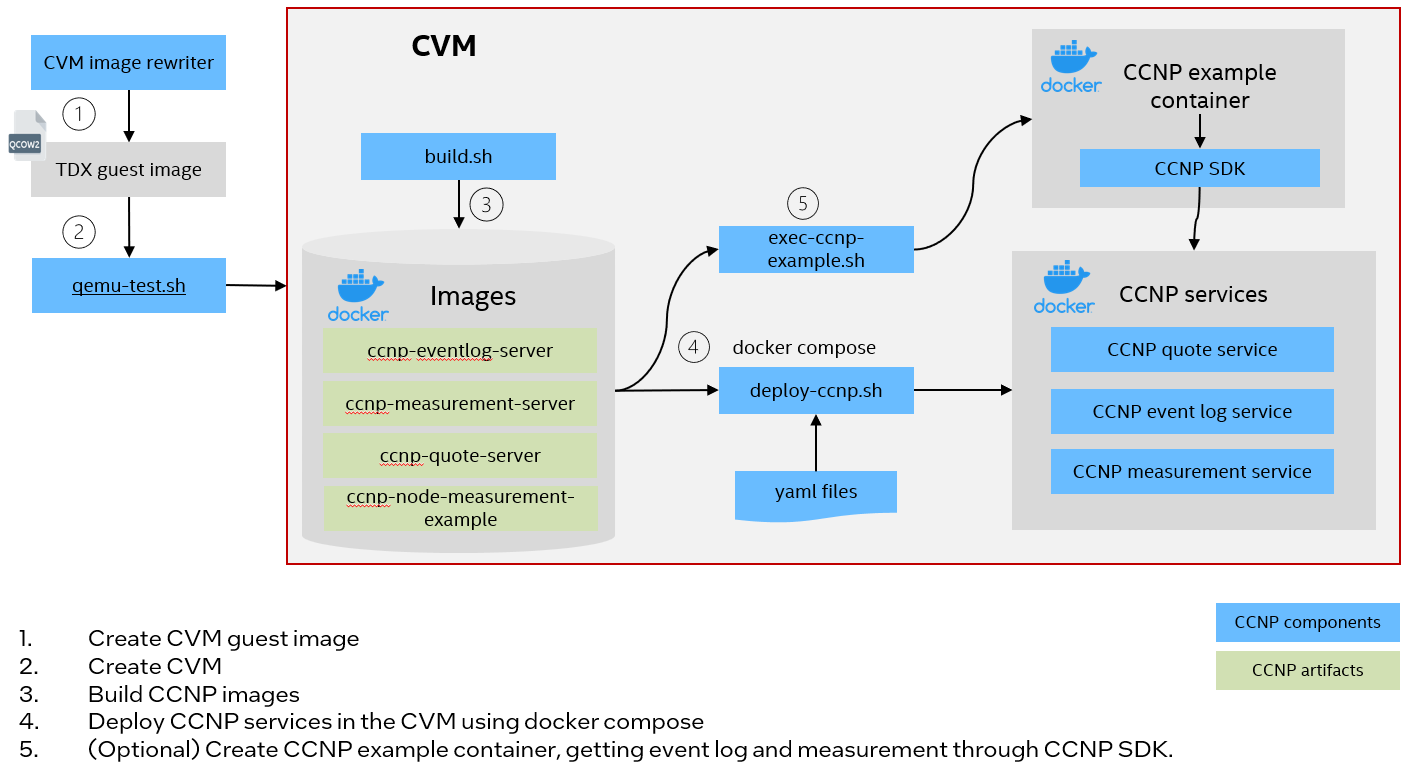 CVM image rewriter
1
QCOW2
TDX guest image
2
qemu-test.sh
CVM
build.sh
3
docker
Images
ccnp-eventlog-server
ccnp-measurement-server
ccnp-quote-server
ccnp-node-measurement-
example
5
exec-ccnp-
example.sh
4
docker compose
deploy-ccnp.sh
yaml files
docker
CCNP example
container
CCNP SDK
docker
CCNP services
CCNP quote service
CCNP event log service
CCNP measurement service
CCNP components
CCNP artifacts
1. Create CVM guest image
2. Create CVM
3. Build CCNP images
4. Deploy CCNP services in the CVM using docker compose
5. (Optional) Create CCNP example container, getting event log and measurement through CCNP SDK.